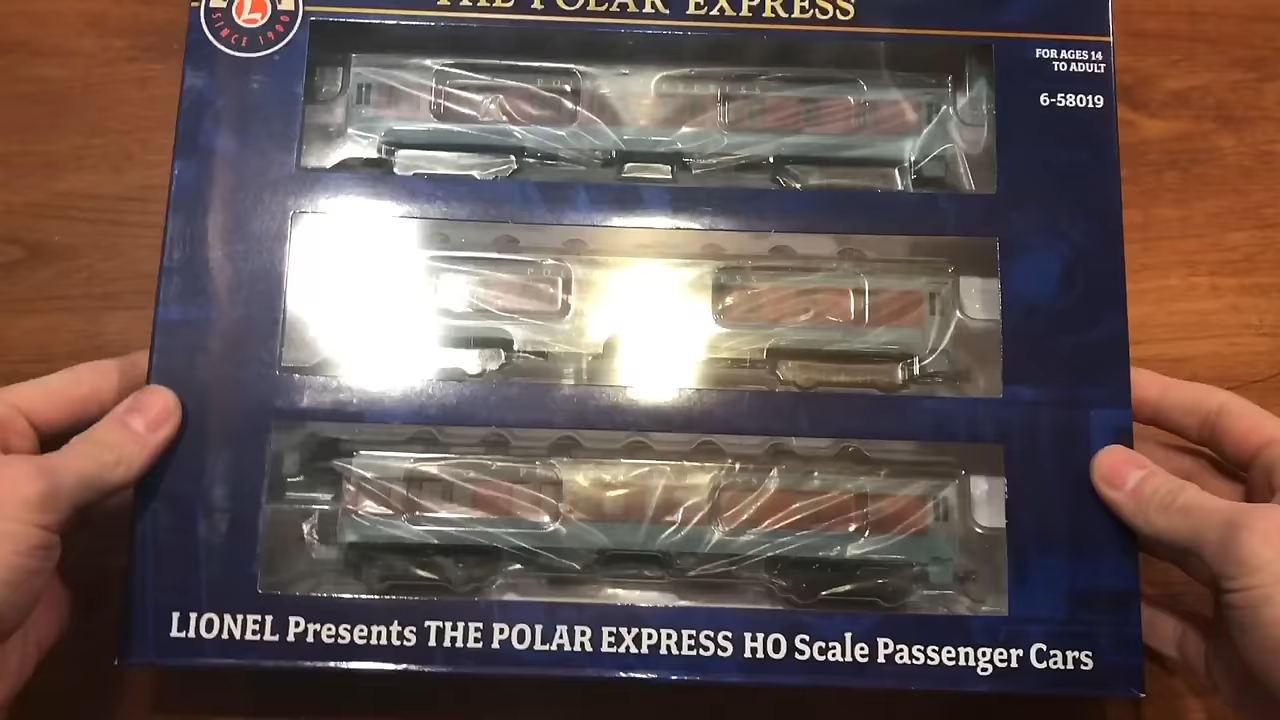 THE POLAR EXPRESS
L
SINCE 1900
FOR AGES 14
TO ADULT
6-58019
LIONEL Presents THE POLAR EXPRESS HO Scale Passenger Cars